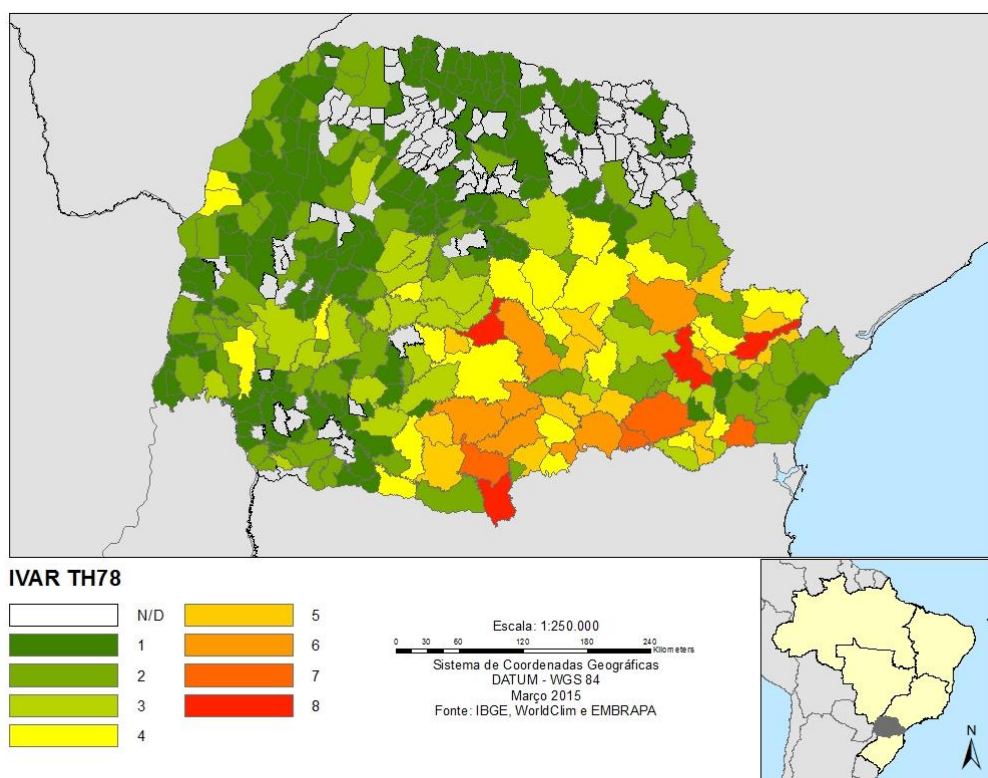 IVAR TH78
N/D
1
2
3
4
5
6
7
8
Escala: 1:250.000
0 30 60 120 180 240
Kilometers
Sistema de Coordenadas Geográficas
DATUM - WGS 84
Março 2015
Fonte: IBGE, WorldClim e EMBRAPA
N